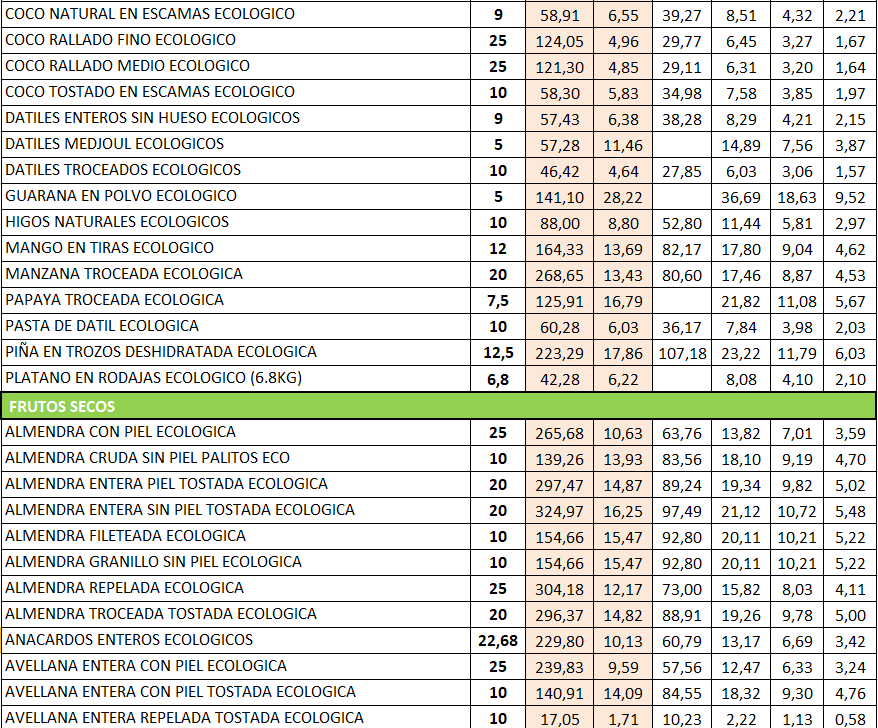 COCO NATURAL EN ESCAMAS ECOLOGICO 9 58,91 6,55 39,27 8,51 4,32 2,21
COCO RALLADO FINO ECOLOGICO 25 124,05 4,96 29,77 6,45 3,27 1,67
COCO RALLADO MEDIO ECOLOGICO 25 121,30 4,85 29,11 6,31 3,20 1,64
COCO TOSTADO EN ESCAMAS ECOLOGICO 10 58,30 5,83 34,98 7,58 3,85 1,97
DATILES ENTEROS SIN HUESO ECOLOGICOS 9 57,43 6,38 38,28 8,29 4,21 2,15
DATILES MEDJOUL ECOLOGICOS 5 57,28 11,46 14,89 7,56 3,87
DATILES TROCEADOS ECOLOGICOS 10 46,42 4,64 27,85 6,03 3,06 1,57
GUARANA EN POLVO ECOLOGICO 5 141,10 28,22 36,69 18,63 9,52
HIGOS NATURALES ECOLOGICOS 10 88,00 8,80 52,80 11,44 5,81 2,97
MANGO EN TIRAS ECOLOGICO 12 164,33 13,69 82,17 17,80 9,04 4,62
MANZANA TROCEADA ECOLOGICA 20 268,65 13,43 80,60 17,46 8,87 4,53
PAPAYA TROCEADA ECOLOGICA 7,5 125,91 16,79 21,82 11,08 5,67
PASTA DE DATIL ECOLOGICA 10 60,28 6,03 36,17 7,84 3,98 2,03
PIÑA EN TROZOS DESHIDRATADA ECOLOGICA 12,5 223,29 17,86 107,18 23,22 11,79 6,03
PLATANO EN RODAJAS ECOLOGICO (6.8KG) 6,8 42,28 6,22 8,08 4,10 2,10
FRUTOS SECOS
ALMENDRA CON PIEL ECOLOGICA 25 265,68 10,63 63,76 13,82 7,01 3,59
ALMENDRA CRUDA SIN PIEL PALITOS ECO 10 139,26 13,93 83,56 18,10 9,19 4,70
ALMENDRA ENTERA PIEL TOSTADA ECOLOGICA 20 297,47 14,87 89,24 19,34 9,82 5,02
ALMENDRA ENTERA SIN PIEL TOSTADA ECOLOGICA 20 324,97 16,25 97,49 21,12 10,72 5,48
ALMENDRA FILETEADA ECOLOGICA 10 154,66 15,47 92,80 20,11 10,21 5,22
ALMENDRA GRANILLO SIN PIEL ECOLOGICA 10 154,66 15,47 92,80 20,11 10,21 5,22
ALMENDRA REPELADA ECOLOGICA 25 304,18 12,17 73,00 15,82 8,03 4,11
ALMENDRA TROCEADA TOSTADA ECOLOGICA 20 296,37 14,82 88,91 19,26 9,78 5,00
ANACARDOS ENTEROS ECOLOGICOS 22,68 229,80 10,13 60,79 13,17 6,69 3,42
AVELLANA ENTERA CON PIEL ECOLOGICA 25 239,83 9,59 57,56 12,47 6,33 3,24
AVELLANA ENTERA CON PIEL TOSTADA ECOLOGICA 10 140,91 14,09 84,55 18,32 9,30 4,76
AVELLANA ENTERA REPELADA TOSTADA ECOLOGICA 10 17,05 1,71 10,23 2,22 1,13 0,58